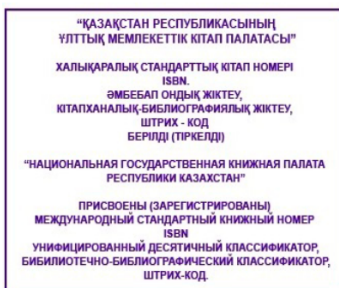 “ҚАЗАҚСТАН РЕСПУБЛИКАСЫНЫҢ
ҰЛТТЫҚ МЕМЛЕКЕТТІК КІТАП ПАЛАТАСЫ”
ХАЛЫҚАРАЛЫҚ СТАНДАРТТЫҚ КІТАП НОМЕРІ
ISBN.
ӘМБЕБАП ОНДЫҚ ЖІКТЕУ,
КІТАПХАНАЛЫҚ-БИБЛИОГРАФИЯЛЫҚ ЖІКТЕУ,
ШТРИХ - КОД
БЕРІЛДІ (ТІРКЕЛДІ)
“НАЦИОНАЛЬНАЯ ГОСУДАРСТВЕННАЯ КНИЖНАЯ ПАЛАТА
РЕСПУБЛИКИ КАЗАХСТАН”
ПРИСВОЕНЫ (ЗАРЕГИСТРИРОВАНЫ)
МЕЖДУНАРОДНЫЙ СТАНДАРТНЫЙ КНИЖНЫЙ НОМЕР
ISBN
УНИФИЦИРОВАННЫЙ ДЕСЯТИЧНЫЙ КЛАССИФИКАТОР,
БИБИЛИОТЕЧНО-БИБЛИОГРАФИЧЕСКИЙ КЛАССИФИКАТОР,
ШТРИХ-КОД.